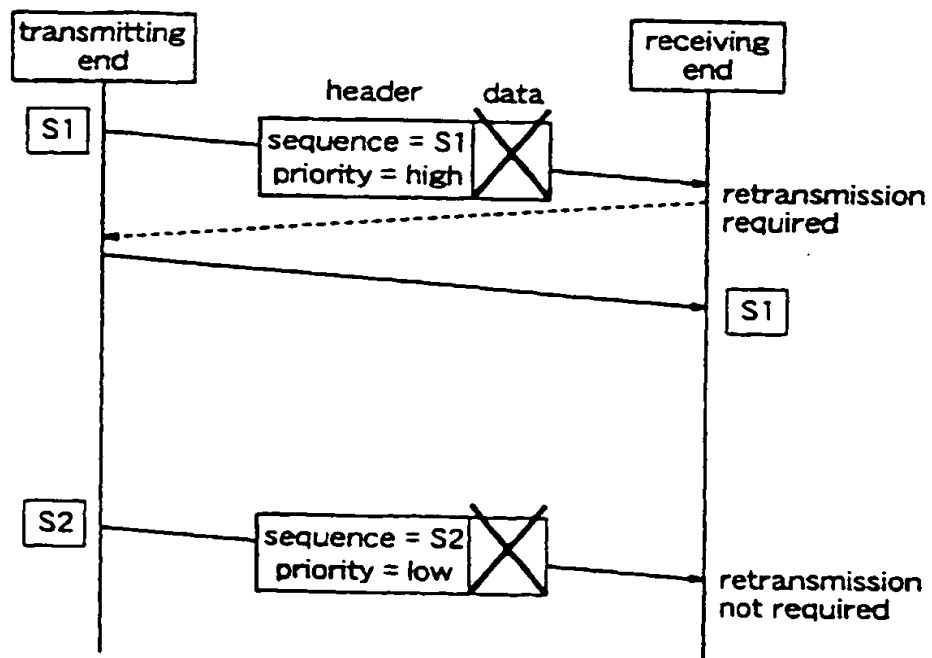 transmitting
end
receiving
end
header
data
S1
sequence = S1
priority = high
retransmission
required
S1
S2
sequence = S2
priority = low
retransmission
not required